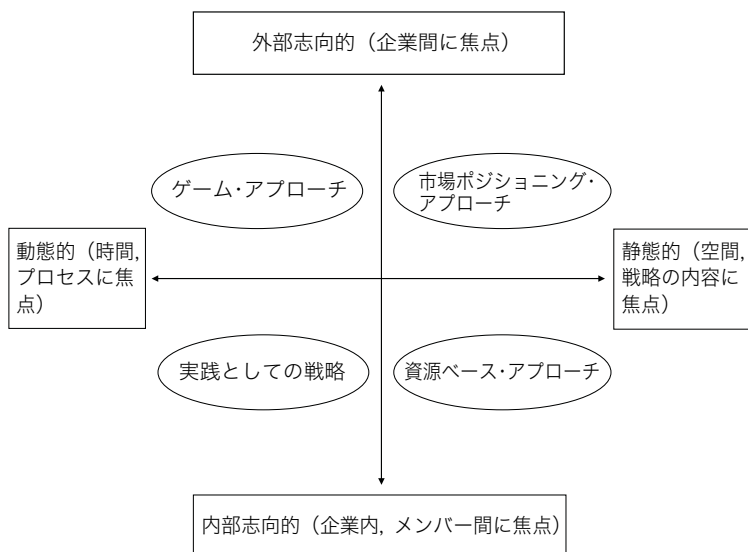 外部志向的（企業間に焦点）
ゲーム・アプローチ
市場ポジショニング・
アプローチ
動態的（時間，
プロセスに焦
点）
静態的（空間，
戦略の内容に
焦点）
実践としての戦略
資源ベース・アプローチ
内部志向的（企業内，メンバー間に焦点）